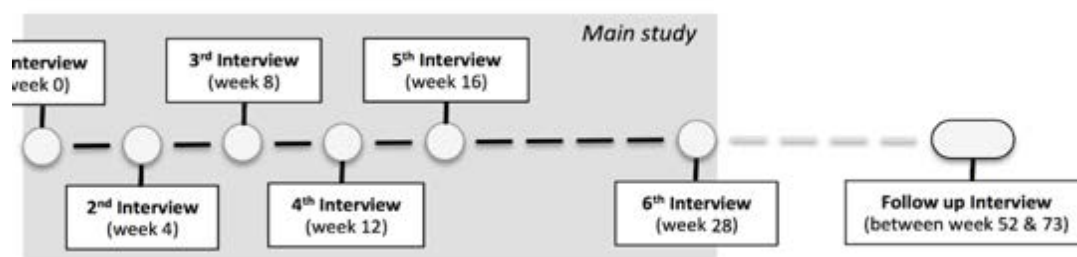 Main study
nterview
week 0)
3rd Interview
(week 8)
5th Interview
(week 16)
2nd Interview
(week 4)
4th Interview
(week 12)
6th Interview
(week 28)
Follow up Interview
(between week 52 & 73)